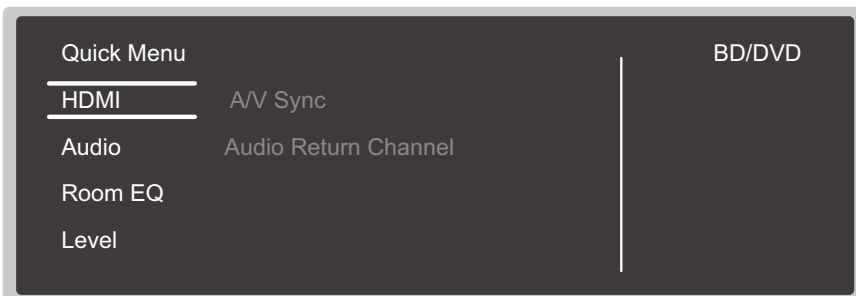 Quick Menu BD/DVD
HDMI A/V Sync
Audio Audio Return Channel
Room EQ
Level